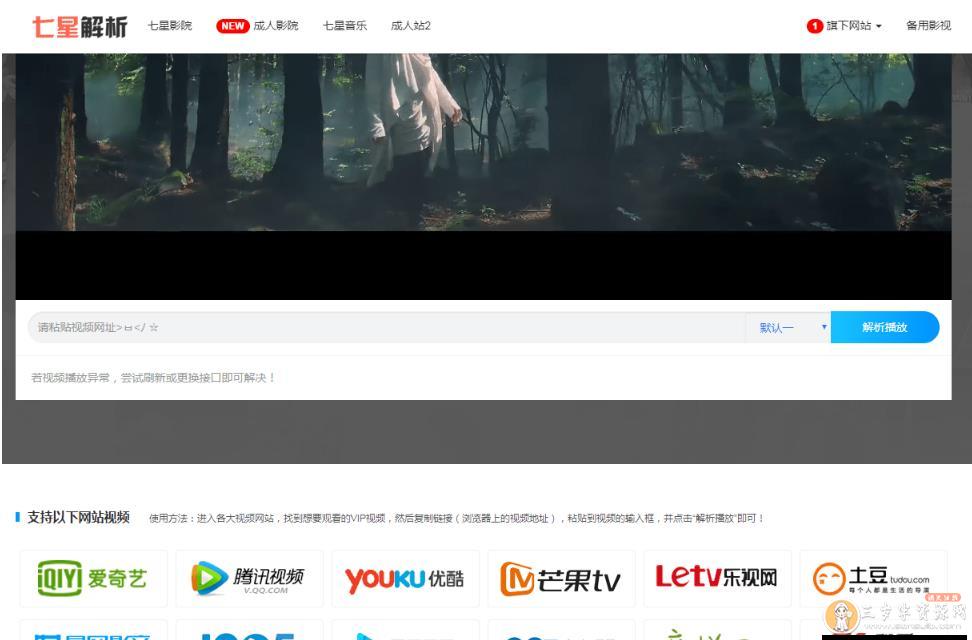 七星解析 七星影院 NEW 成人影院 七星音乐 成人站2 1 旗下网站 备用影视
请粘贴视频网址>ㅂ</ ☆ 默认一 解析播放
若视频播放异常，尝试刷新或更换接口即可解决！
支持以下网站视频 使用方法：进入各大视频网站，找到想要观看的VIP视频，然后复制链接（浏览器上的视频地址），粘贴到视频的输入框，并点击“解析播放”即可！
iQIYI 爱奇艺 腾讯视频 V.QQ.COM YOUKU 优酷 芒果tv Letv乐视网 土豆 tudou.com 每个人都是生活的导演
三步学资源网